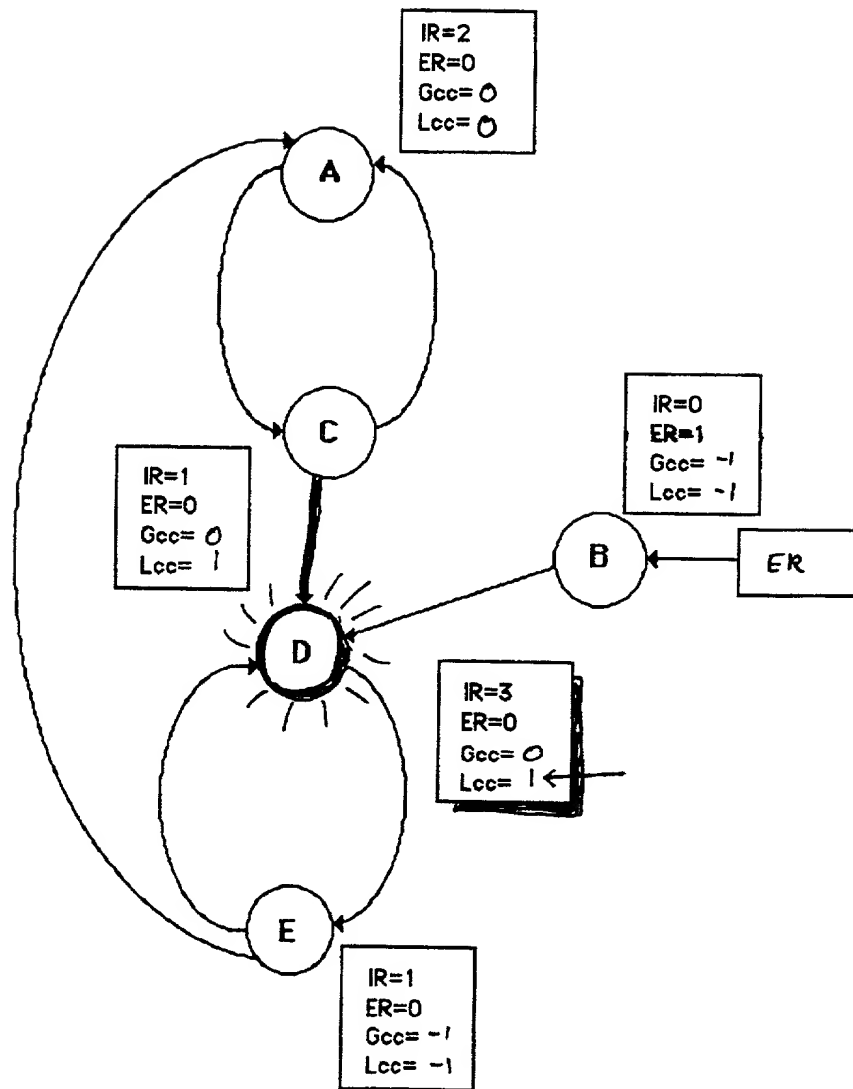 IR=2
ER=0
Gcc= 0
Lcc= 0
A
C
IR=0
ER=1
Gcc= -1
Lcc= -1
IR=1
ER=0
Gcc= 0
Lcc= 1
B
ER
D
IR=3
ER=0
Gcc= 0
Lcc= 1
E
IR=1
ER=0
Gcc= -1
Lcc= -1